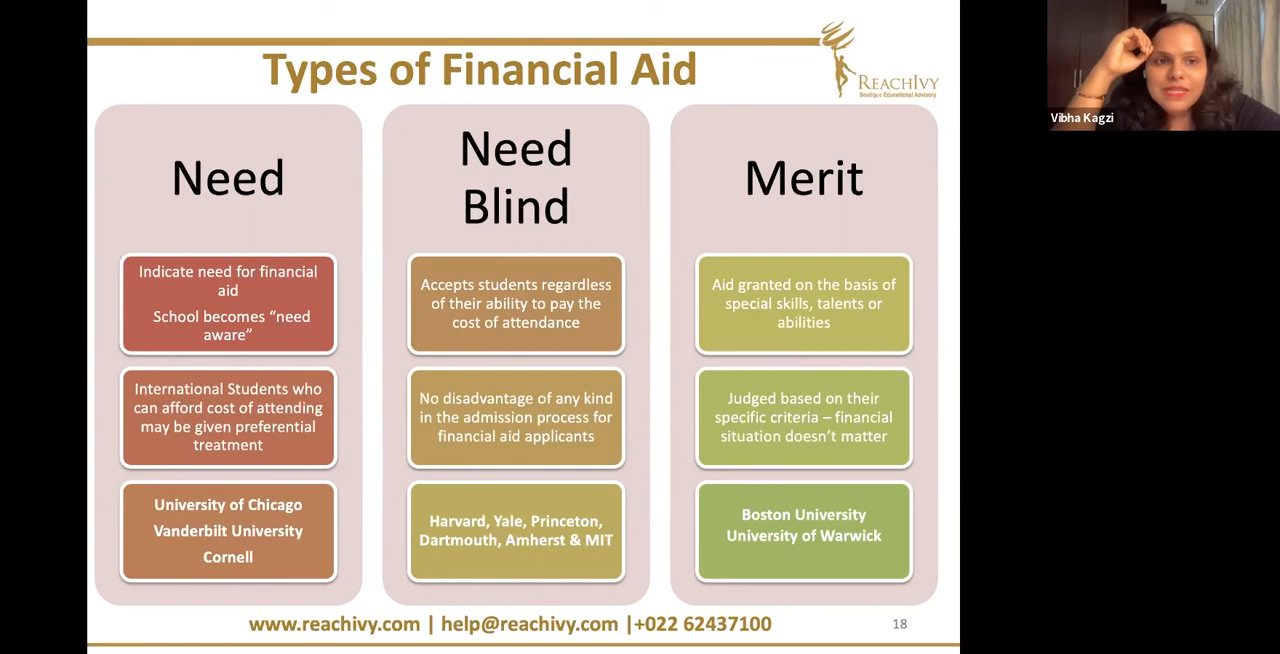 Types of Financial Aid
REACHIVY
Boutique Educational Advisory
Vibha Kagzi
Need
Indicate need for financial
aid
School becomes “need
aware”
International Students who
can afford cost of attending
may be given preferential
treatment
University of Chicago
Vanderbilt University
Cornell
Need
Blind
Accepts students regardless
of their ability to pay the
cost of attendance
No disadvantage of any kind
in the admission process for
financial aid applicants
Harvard, Yale, Princeton,
Dartmouth, Amherst & MIT
Merit
Aid granted on the basis of
special skills, talents or
abilities
Judged based on their
specific criteria – financial
situation doesn’t matter
Boston University
University of Warwick
www.reachivy.com | help@reachivy.com |+022 62437100
18